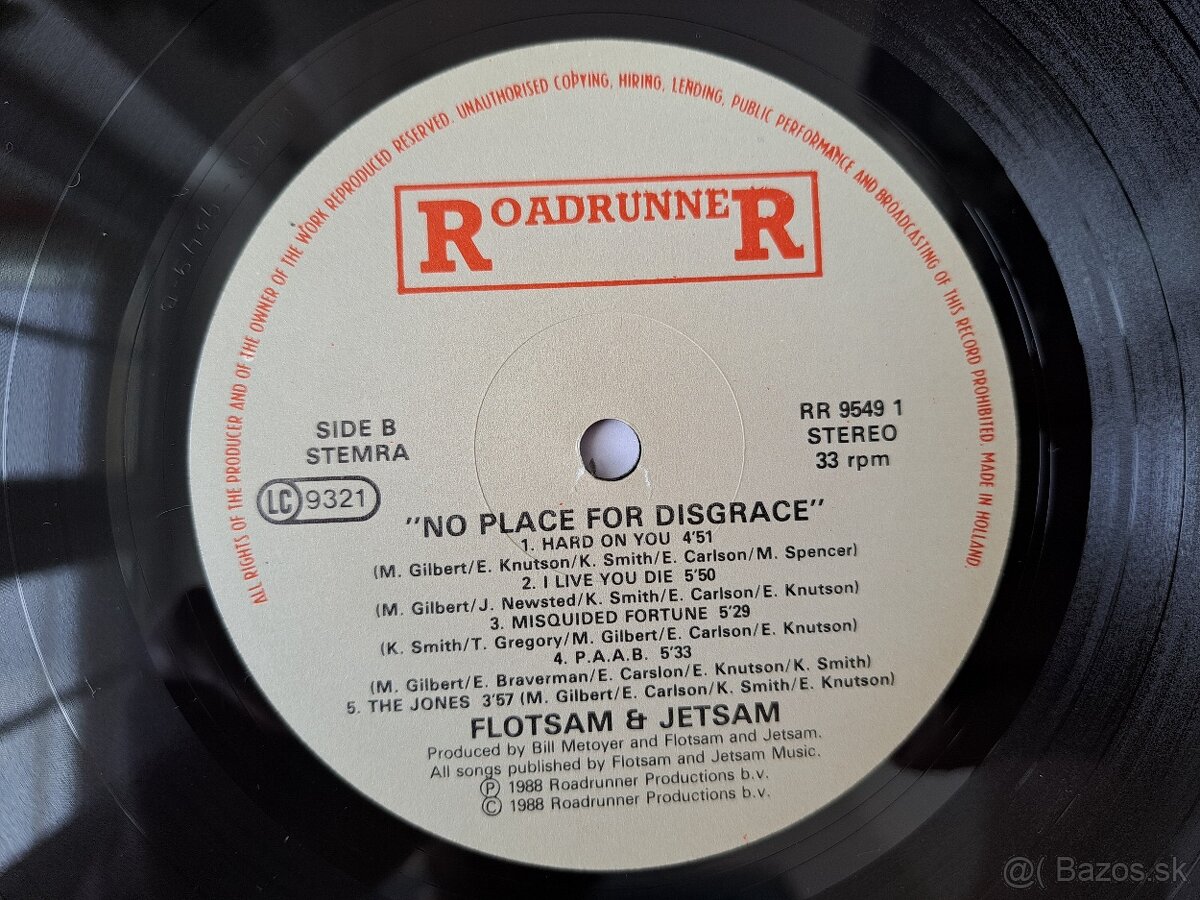 ALL RIGHTS OF THE PRODUCER AND OF THE OWNER OF THE WORK REPRODUCED RESERVED. UNAUTHORISED COPYING, HIRING, LENDING, PUBLIC PERFORMANCE AND BROADCASTING OF THIS RECORD PROHIBITED. MADE IN HOLLAND.
ROADRUNNER
SIDE B
STEMRA
LC 9321
RR 9549 1
STEREO
33 rpm
"NO PLACE FOR DISGRACE"
1. HARD ON YOU 4'51
(M. Gilbert/E. Knutson/K. Smith/E. Carlson/M. Spencer)
2. I LIVE YOU DIE 5'50
(M. Gilbert/J. Newsted/K. Smith/E. Carlson/E. Knutson)
3. MISQUIDED FORTUNE 5'29
(K. Smith/T. Gregory/M. Gilbert/E. Carlson/E. Knutson)
4. P.A.A.B. 5'33
(M. Gilbert/E. Braverman/E. Carslon/E. Knutson/K. Smith)
5. THE JONES 3'57 (M. Gilbert/E. Carlson/K. Smith/E. Knutson)
FLOTSAM & JETSAM
Produced by Bill Metoyer and Flotsam and Jetsam.
All songs published by Flotsam and Jetsam Music.
Ⓟ 1988 Roadrunner Productions b.v.
© 1988 Roadrunner Productions b.v.
@( Bazos.sk